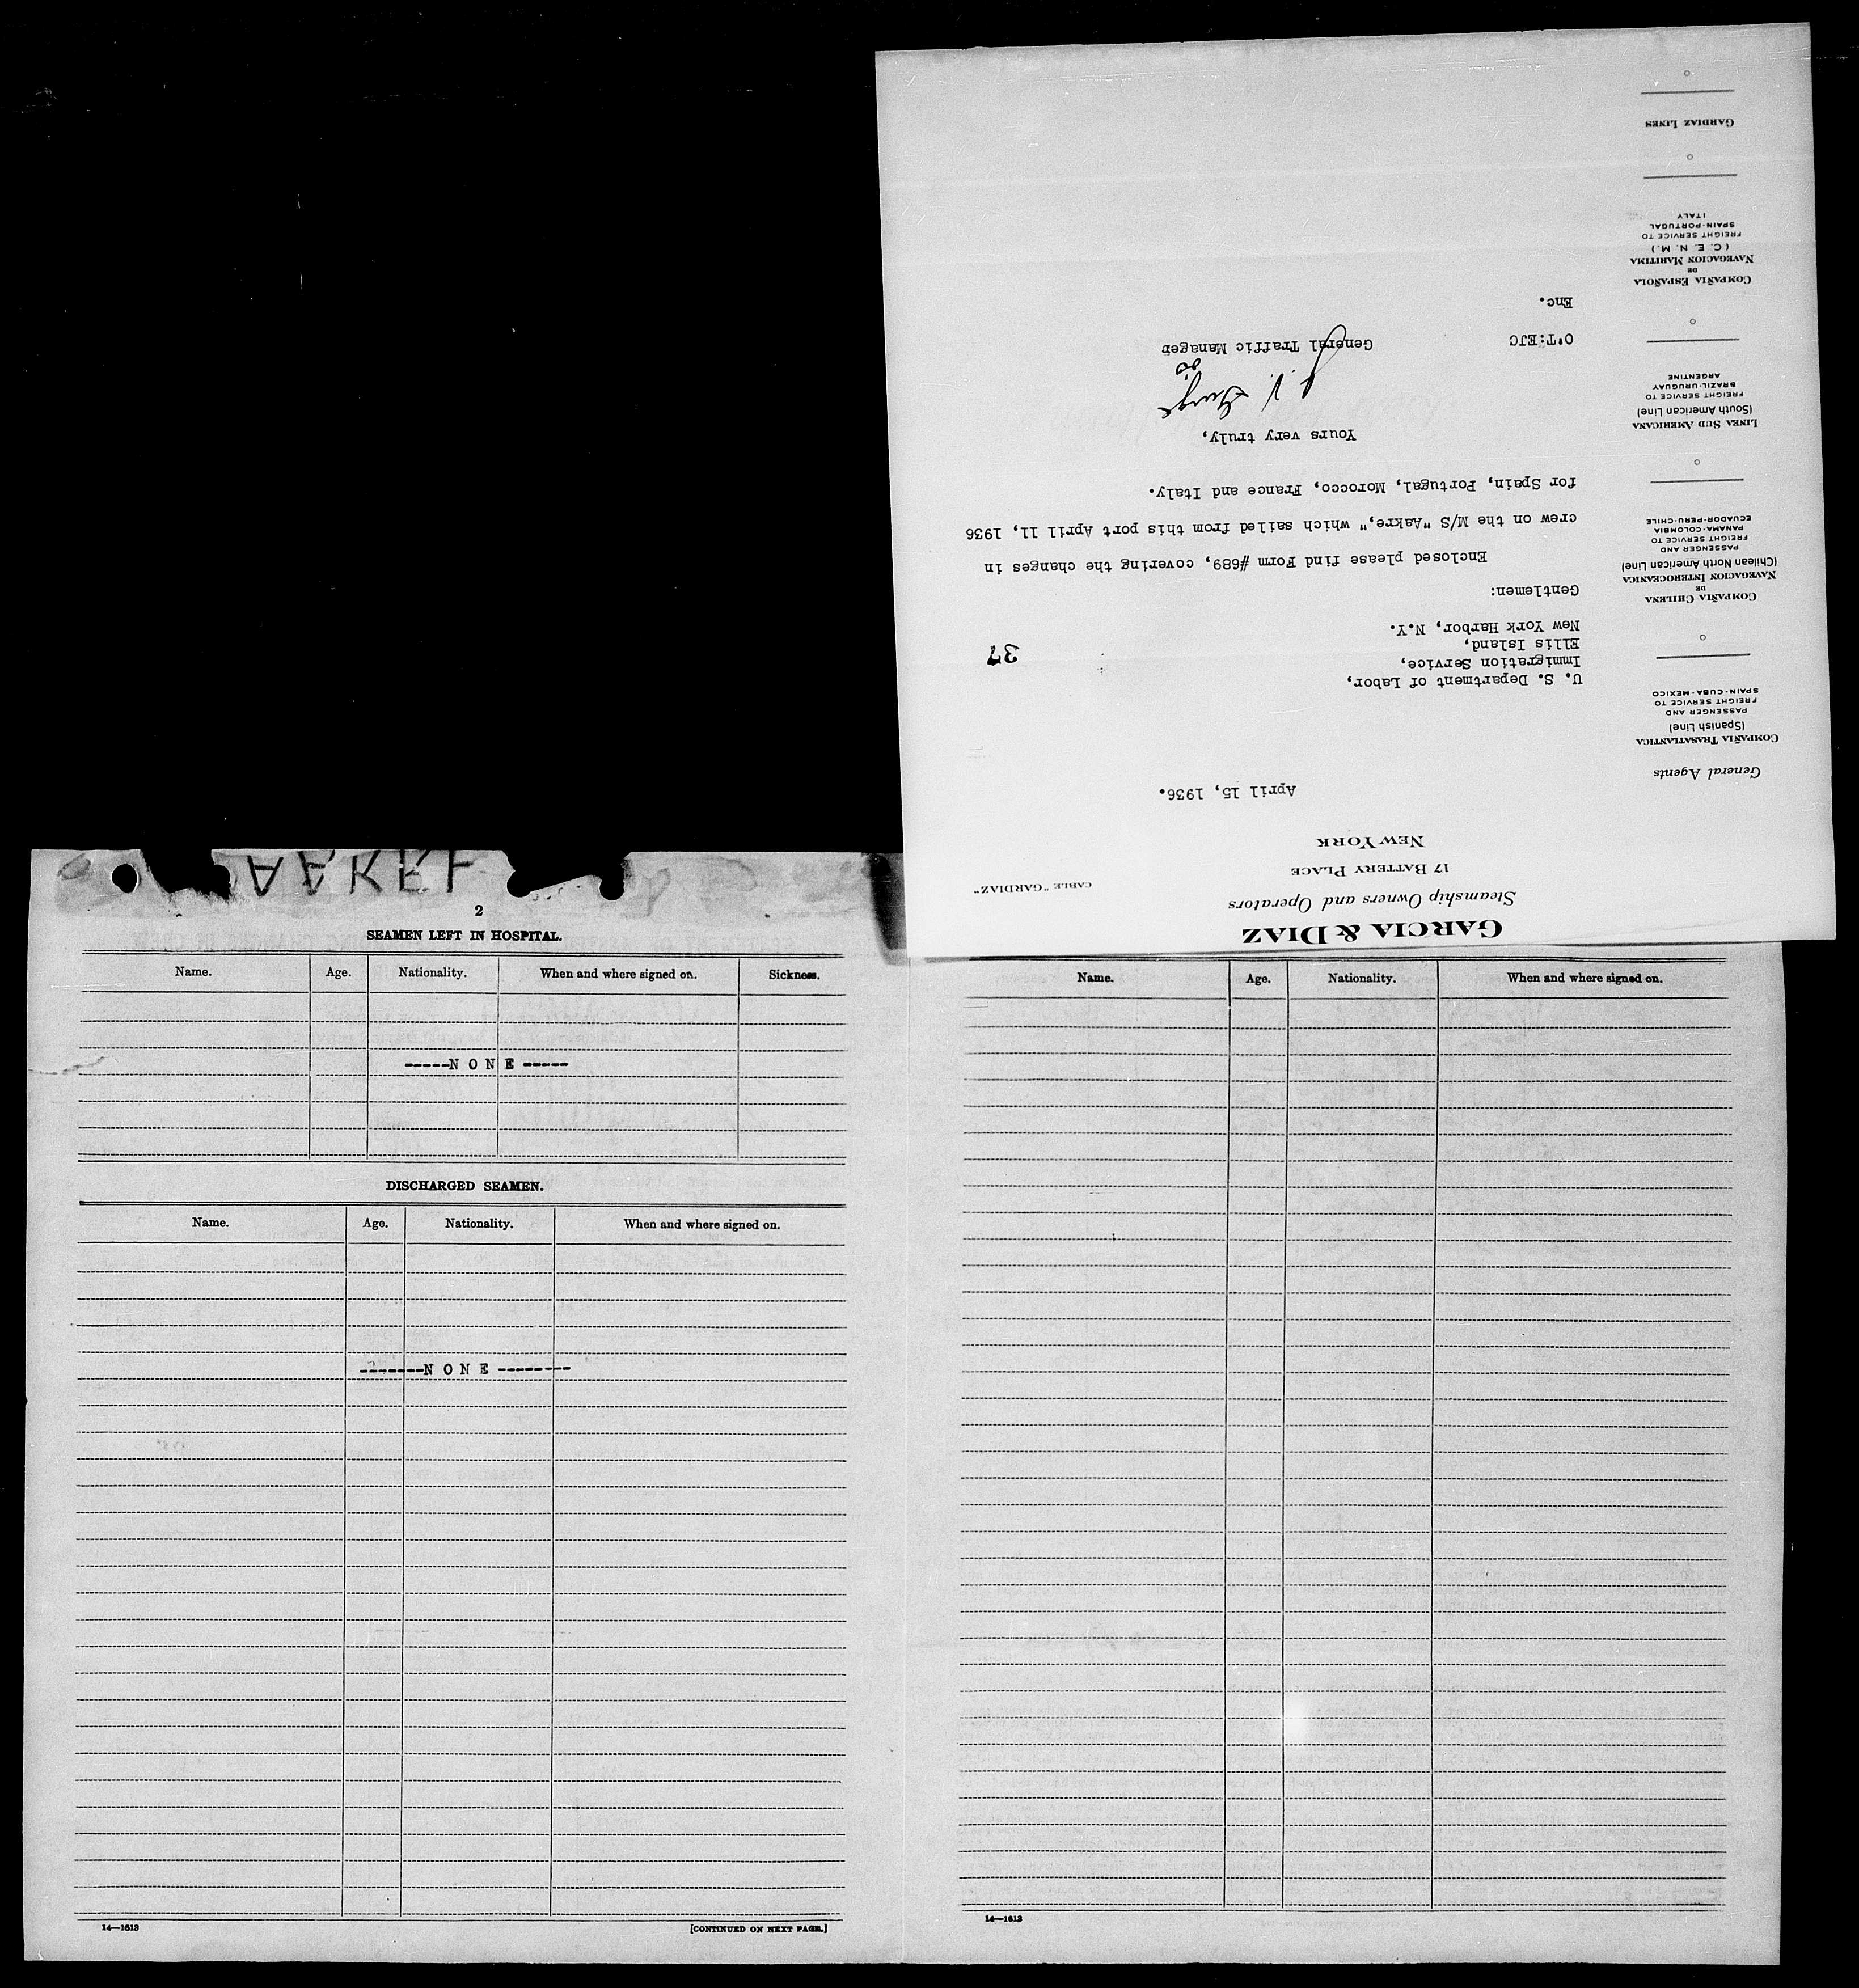 GARCIA & DIAZ
Steamship Owners and Operators
17 BATTERY PLACE
NEW YORK
CABLE "GARDIAZ"
General Agents
COMPAÑIA TRASATLANTICA
(Spanish Line)
PASSENGER AND
FREIGHT SERVICE TO
SPAIN-CUBA-MEXICO
COMPAÑIA CHILENA
DE
NAVEGACION INTEROCEANICA
(Chilean North American Line)
PASSENGER AND
FREIGHT SERVICE TO
PANAMA-COLOMBIA
ECUADOR-PERU-CHILE
LINEA SUD AMERICANA
(South American Line)
FREIGHT SERVICE TO
BRAZIL-URUGUAY
ARGENTINE
COMPAÑIA ESPAÑOLA
DE
NAVEGACION MARITIMA
(C. E. N. M.)
FREIGHT SERVICE TO
SPAIN-PORTUGAL
ITALY
GARDIAZ LINES
April 15, 1936.
U. S. Department of Labor,
Immigration Service,
Ellis Island,
New York Harbor, N.Y.
37
Gentlemen:
Enclosed please find Form #689, covering the changes in
crew on the M/S "Aakre,", which sailed from this port April 11, 1936
for Spain, Portugal, Morocco, France and Italy.
Yours very truly,
General Traffic Manager
O'T:EJC
Enc.
2
SEAMEN LEFT IN HOSPITAL.
Name. Age. Nationality. When and where signed on. Sickness.
-----N O N E -----
DISCHARGED SEAMEN.
Name. Age. Nationality. When and where signed on.
-------N O N E --------
14—1613 [CONTINUED ON NEXT PAGE.]
Name. Age. Nationality. When and where signed on.
14—1613